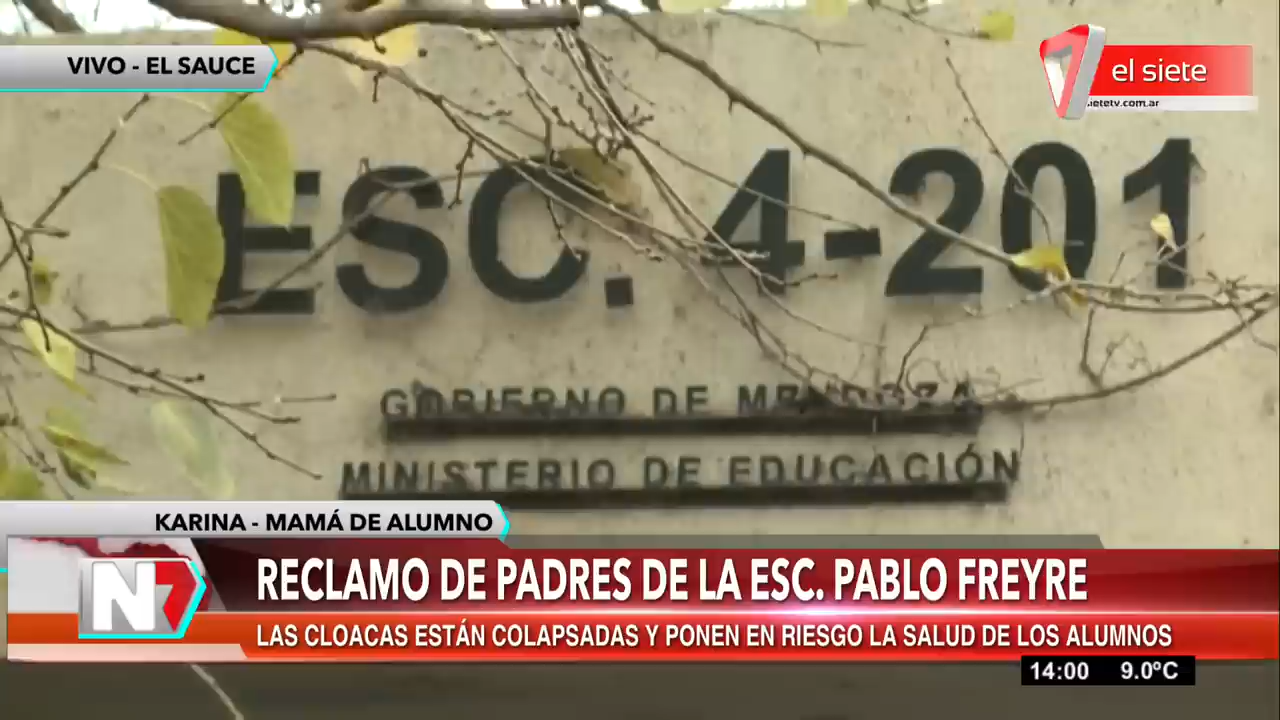 VIVO - EL SAUCE
7 el siete
sietetv.com.ar
ESC. 4-201
GOBIERNO DE MENDOZA
MINISTERIO DE EDUCACIÓN
KARINA - MAMÁ DE ALUMNO
N7
RECLAMO DE PADRES DE LA ESC. PABLO FREYRE
LAS CLOACAS ESTÁN COLAPSADAS Y PONEN EN RIESGO LA SALUD DE LOS ALUMNOS
14:00 9.0ºC